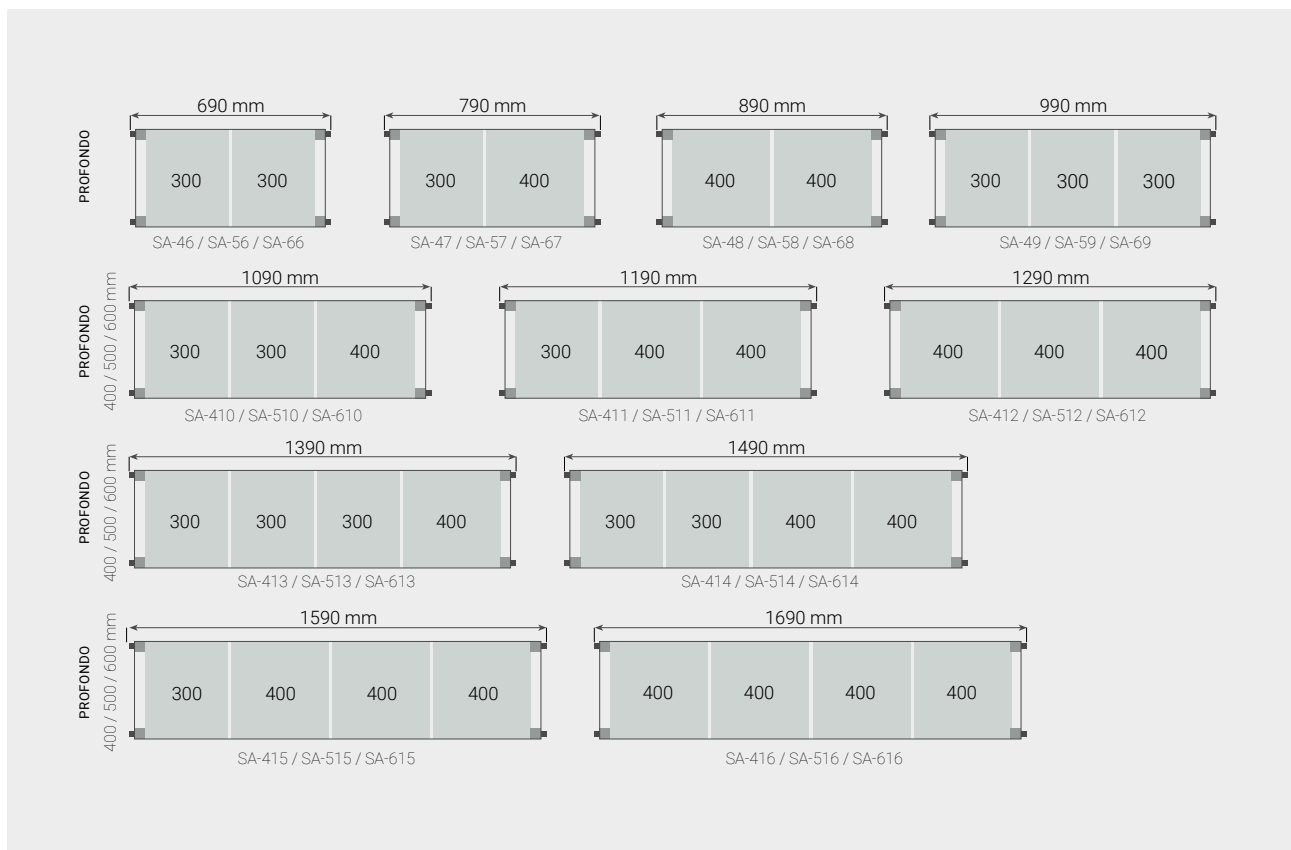 690 mm
790 mm
890 mm
990 mm
PROFONDO
300 300
300 400
400 400
300 300 300
SA-46 / SA-56 / SA-66
SA-47 / SA-57 / SA-67
SA-48 / SA-58 / SA-68
SA-49 / SA-59 / SA-69
1090 mm
1190 mm
1290 mm
PROFONDO
400 / 500 / 600 mm
300 300 400
300 400 400
400 400 400
SA-410 / SA-510 / SA-610
SA-411 / SA-511 / SA-611
SA-412 / SA-512 / SA-612
1390 mm
1490 mm
PROFONDO
400 / 500 / 600 mm
300 300 300 400
300 300 400 400
SA-413 / SA-513 / SA-613
SA-414 / SA-514 / SA-614
1590 mm
1690 mm
PROFONDO
400 / 500 / 600 mm
300 400 400 400
400 400 400 400
SA-415 / SA-515 / SA-615
SA-416 / SA-516 / SA-616